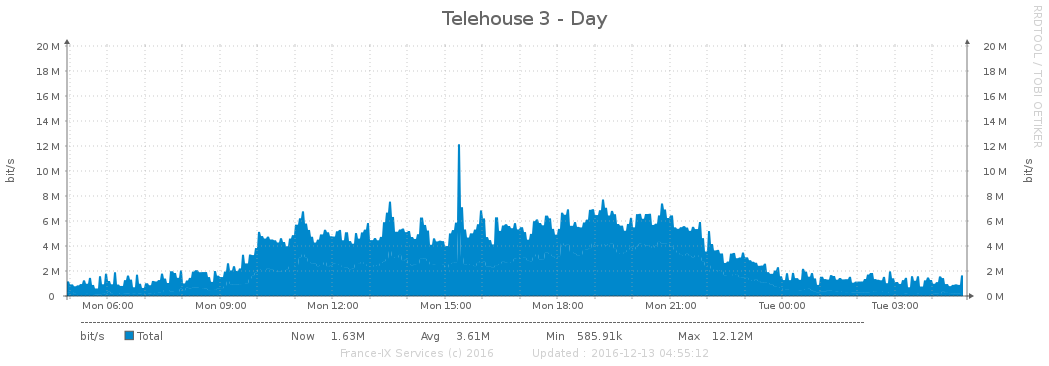 Telehouse 3 - Day
RRDTOOL / TOBI OETIKER
bit/s
20 M 20 M
18 M 18 M
16 M 16 M
14 M 14 M
12 M 12 M
10 M 10 M
8 M 8 M
6 M 6 M
4 M 4 M
2 M 2 M
0 0 M
bit/s
Mon 06:00 Mon 09:00 Mon 12:00 Mon 15:00 Mon 18:00 Mon 21:00 Tue 00:00 Tue 03:00
bit/s Total Now 1.63M Avg 3.61M Min 585.91k Max 12.12M
France-IX Services (c) 2016 Updated : 2016-12-13 04:55:12